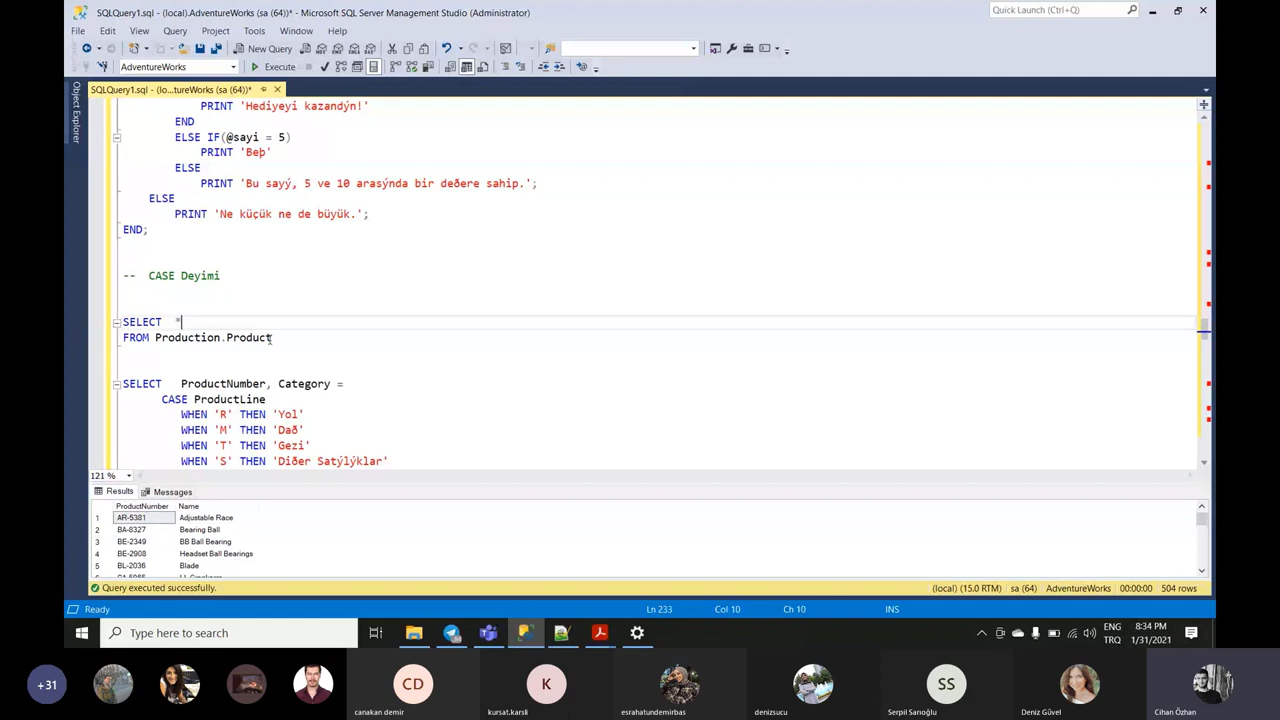 SQLQuery1.sql - (local).AdventureWorks (sa (64))* - Microsoft SQL Server Management Studio (Administrator)
Quick Launch (Ctrl+Q)
File Edit View Query Project Tools Window Help
New Query
AdventureWorks
Execute
SQLQuery1.sql - (lo...tureWorks (sa (64))*
Object Explorer
PRINT 'Hediyeyi kazandýn!'
END
ELSE IF(@sayi = 5)
PRINT 'Beþ'
ELSE
PRINT 'Bu sayý, 5 ve 10 arasýnda bir deðere sahip.';
ELSE
PRINT 'Ne küçük ne de büyük.';
END;
-- CASE Deyimi
SELECT *
FROM Production.Product
SELECT ProductNumber, Category =
CASE ProductLine
WHEN 'R' THEN 'Yol'
WHEN 'M' THEN 'Dað'
WHEN 'T' THEN 'Gezi'
WHEN 'S' THEN 'Diðer Satýlýklar'
121 %
Results Messages
ProductNumber Name
1 AR-5381 Adjustable Race
2 BA-8327 Bearing Ball
3 BE-2349 BB Ball Bearing
4 BE-2908 Headset Ball Bearings
5 BL-2036 Blade
Query executed successfully.
(local) (15.0 RTM) sa (64) AdventureWorks 00:00:00 504 rows
Ready
Ln 233 Col 10 Ch 10 INS
Type here to search
ENG
TRQ
8:34 PM
1/31/2021
+31
CD
K
SS
canakan demir
kursat.karsli
esrahatundemirbas
denizsucu
Serpil Sarıoğlu
Deniz Güvel
Cihan Özhan